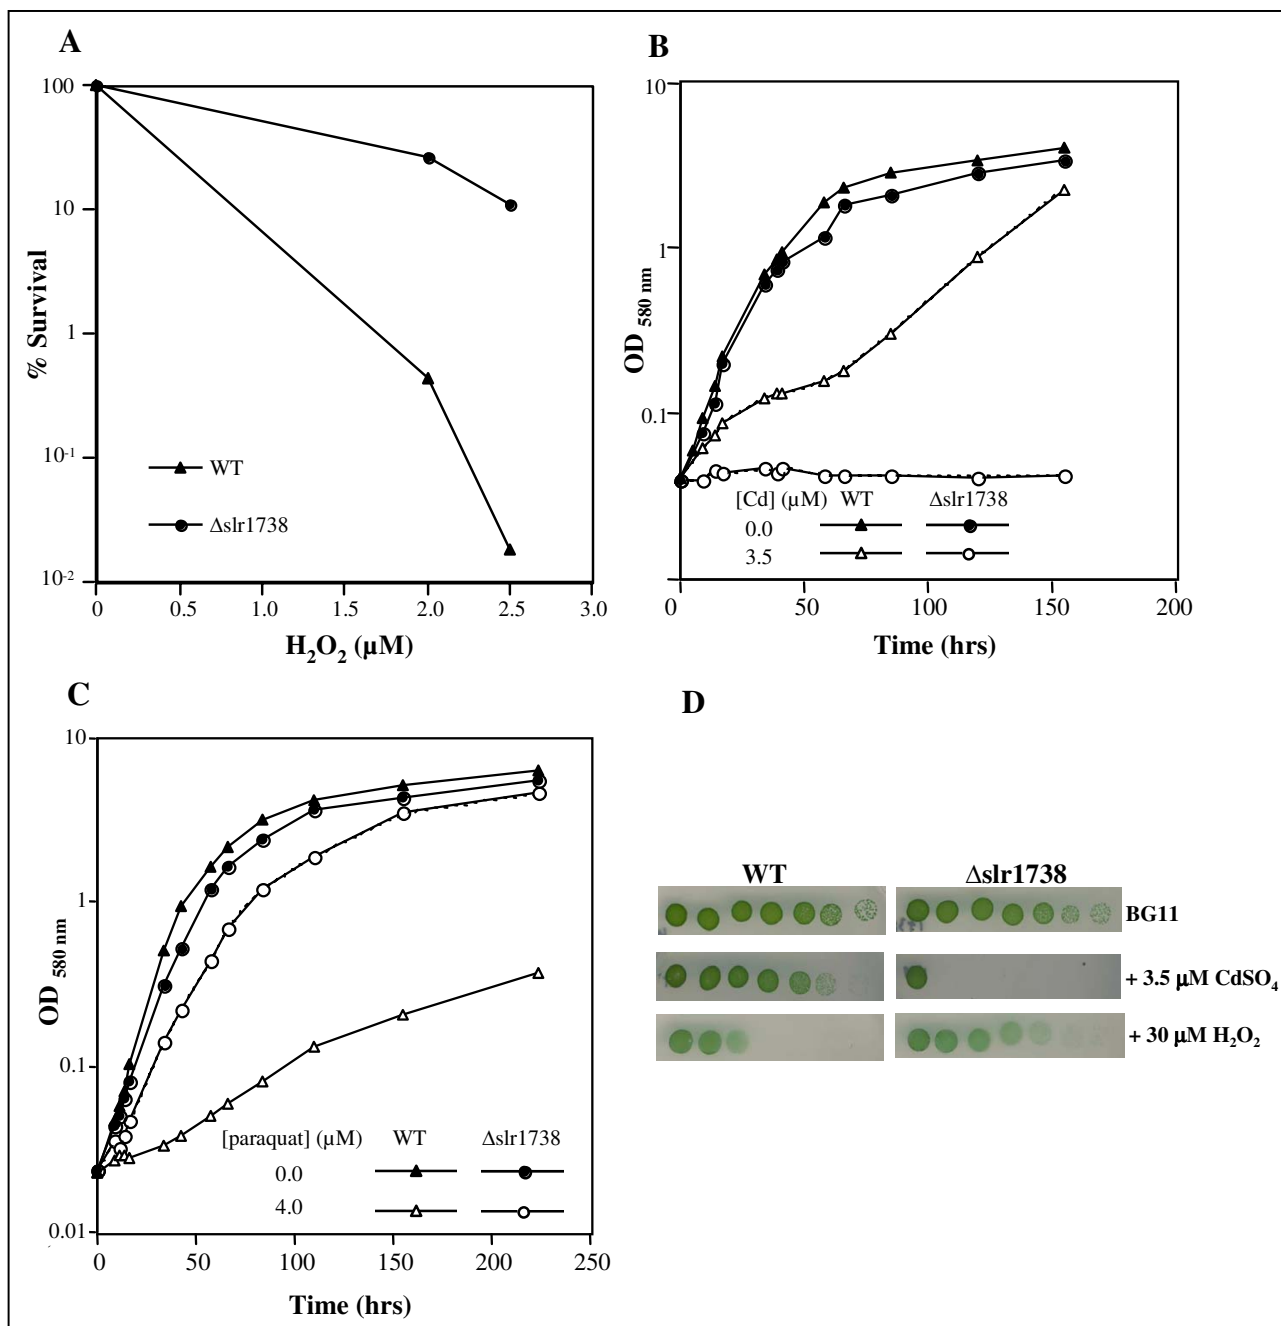 A
100
10
1
10-1
10-2
% Survival
WT
Δslr1738
0 0.5 1.0 1.5 2.0 2.5 3.0
H2O2 (µM)
B
10
1
0.1
OD 580 nm
[Cd] (µM) WT Δslr1738
0.0
3.5
0 50 100 150 200
Time (hrs)
C
10
1
0.1
0.01
OD 580 nm
[paraquat] (µM) WT Δslr1738
0.0
4.0
0 50 100 150 200 250
Time (hrs)
D
WT Δslr1738
BG11
+ 3.5 µM CdSO4
+ 30 µM H2O2